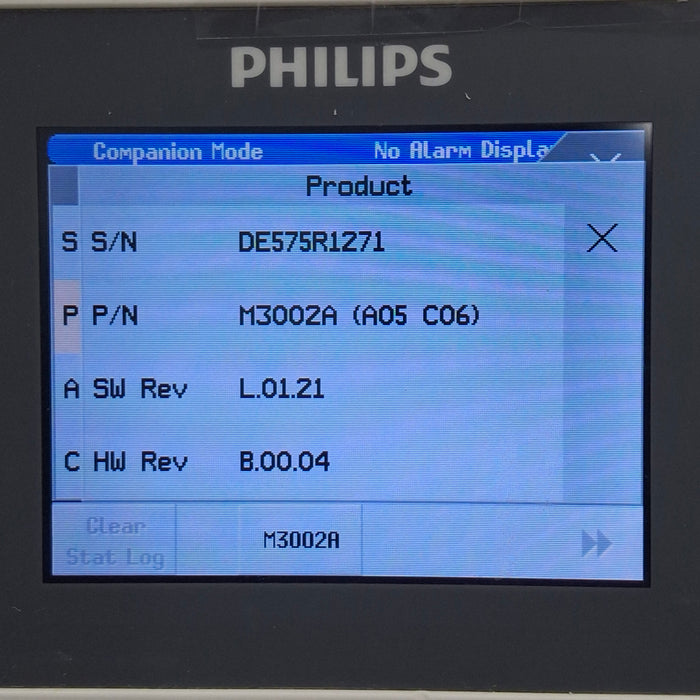 PHILIPS
Companion Mode No Alarm Displa
Product
S S/N DE575R1271
P P/N M3002A (A05 C06)
A SW Rev L.01.21
C HW Rev B.00.04
Clear Stat Log M3002A